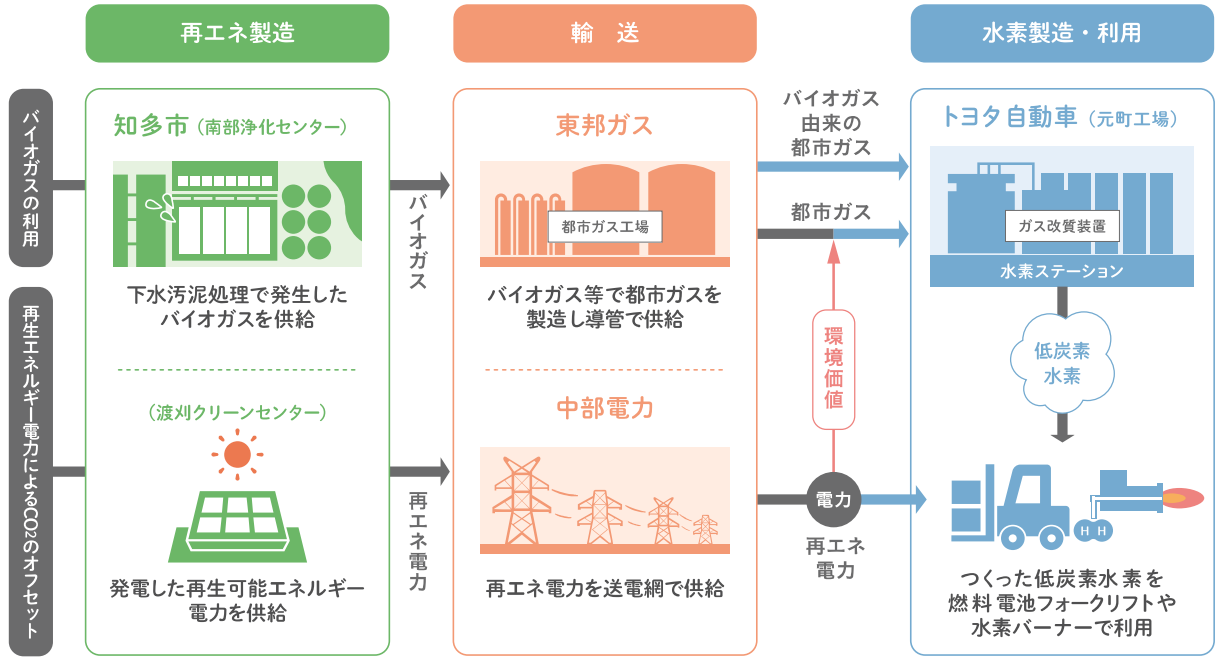 再エネ製造
輸 送
水素製造・利用
バイオガスの利用
知多市（南部浄化センター）
下水汚泥処理で発生した
バイオガスを供給
バイオガス
東邦ガス
都市ガス工場
バイオガス等で都市ガスを
製造し導管で供給
バイオガス
由来の
都市ガス
都市ガス
環境価値
トヨタ自動車（元町工場）
ガス改質装置
水素ステーション
低炭素
水素
再生エネルギー電力によるCO2のオフセット
（渡刈クリーンセンター）
発電した再生可能エネルギー
電力を供給
再エネ電力
中部電力
再エネ電力を送電網で供給
電力
再エネ
電力
H H
つくった低炭素水素を
燃料電池フォークリフトや
水素バーナーで利用